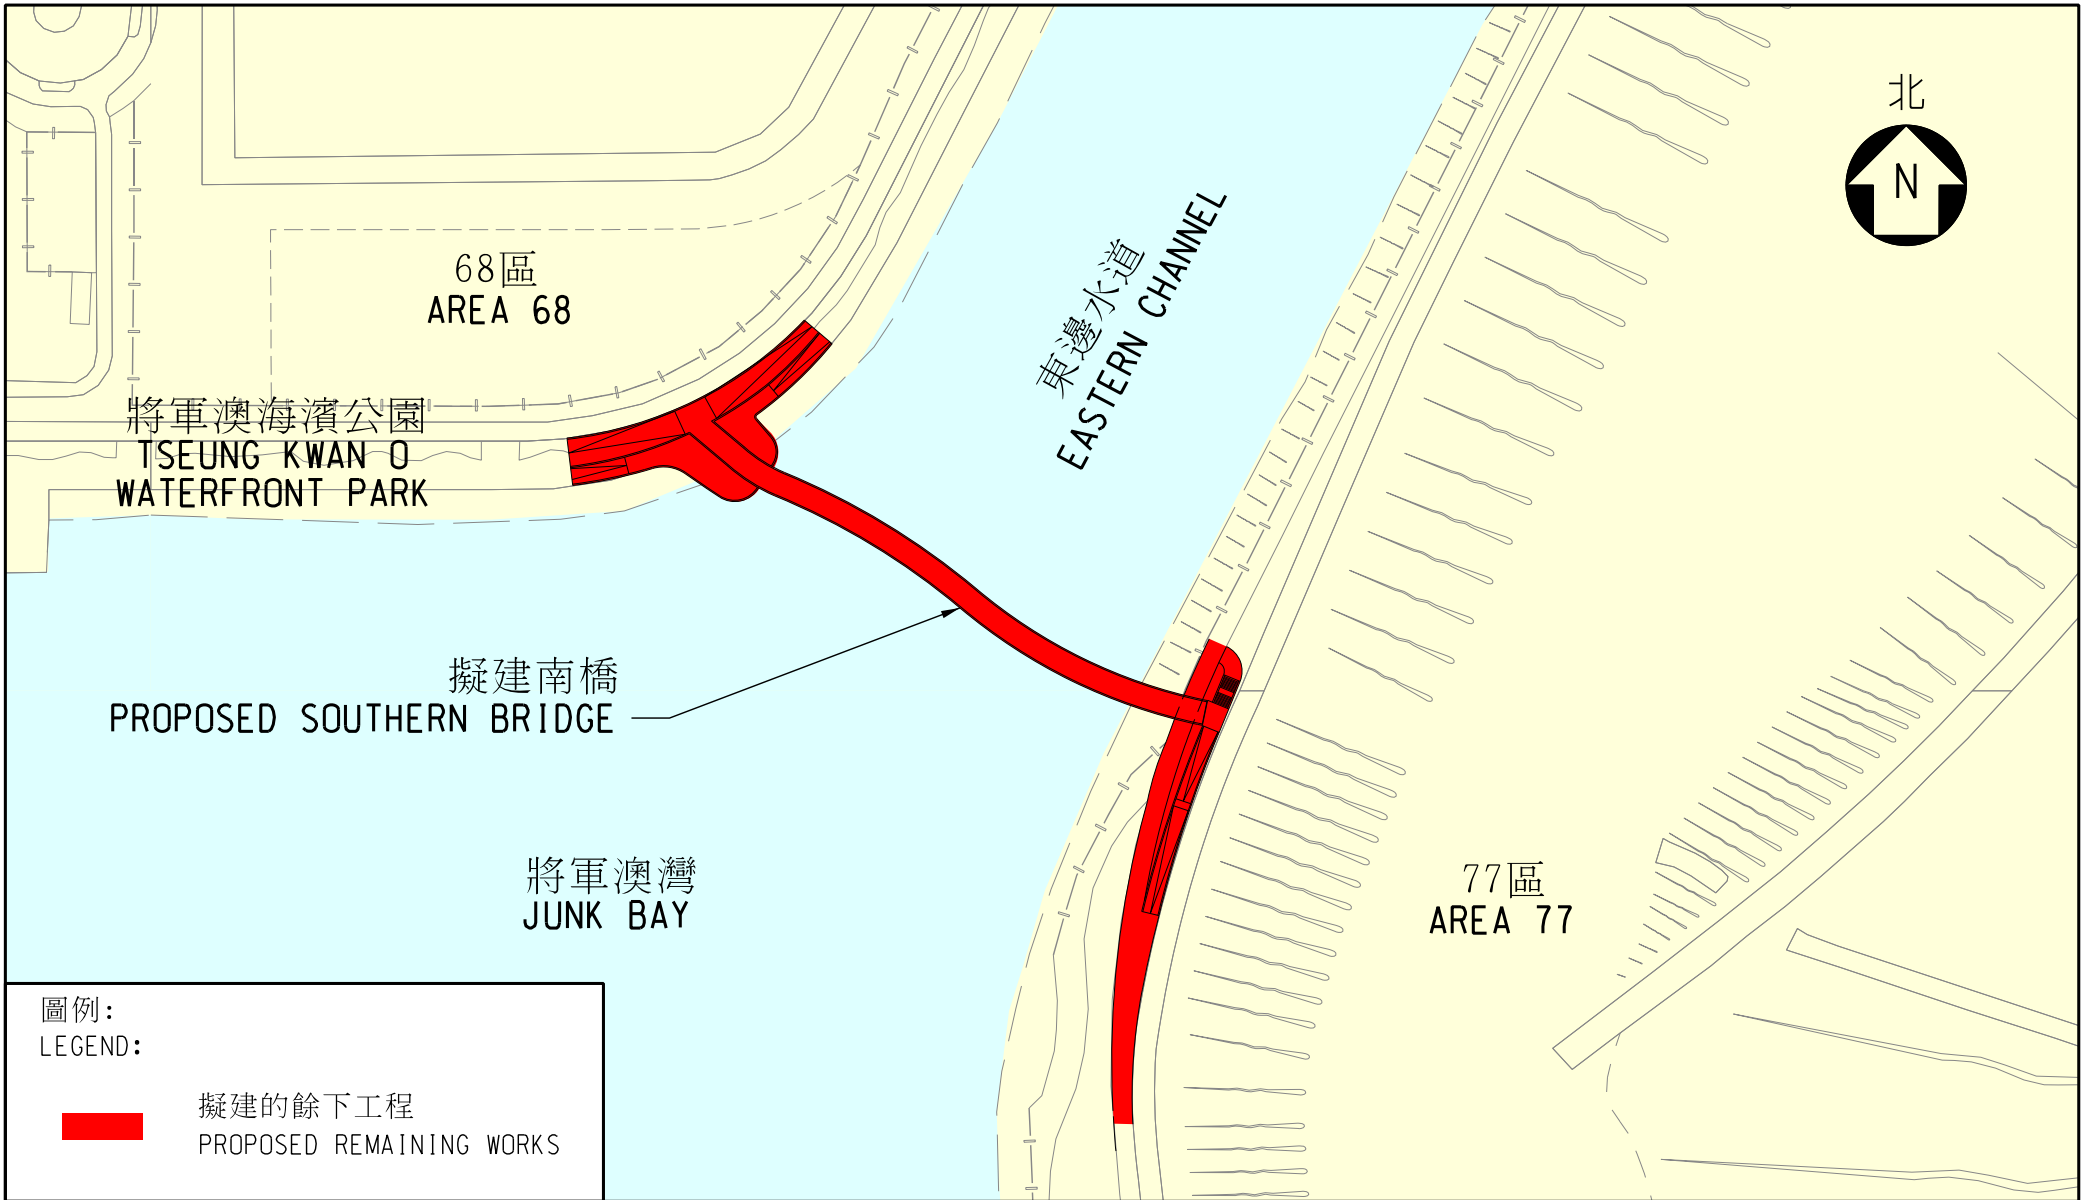 北
N
68區
AREA 68
東邊水道
EASTERN CHANNEL
將軍澳海濱公園
TSEUNG KWAN O
WATERFRONT PARK
擬建南橋
PROPOSED SOUTHERN BRIDGE
將軍澳灣
JUNK BAY
77區
AREA 77
圖例:
LEGEND:
擬建的餘下工程
PROPOSED REMAINING WORKS